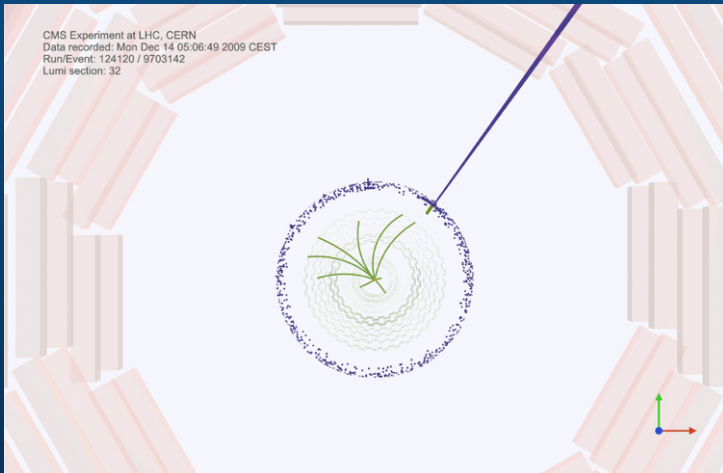 CMS Experiment at LHC, CERN
Data recorded: Mon Dec 14 05:06:49 2009 CEST
Run/Event: 124120 / 9703142
Lumi section: 32